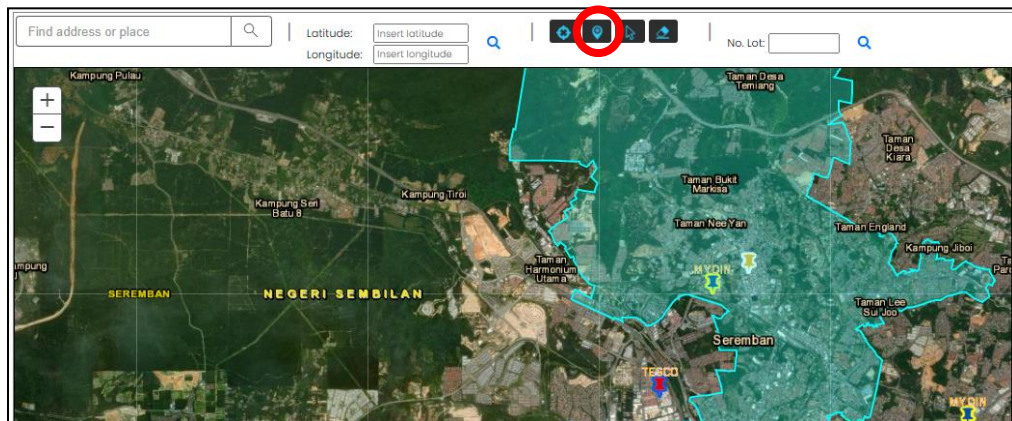 Find address or place
Latitude:
Insert latitude
Longitude:
Insert longitude
No. Lot:
Kampung Pulau
Taman Desa
Temiang
Taman
Desa
Kiara
Taman Bukit
Markisa
Kampung Tiroi
Kampung Seri
Batu 8
Taman Nee Yan
Taman England
Kampung Jiboi
Taman
Harmonium
Utama
MYDIN
SEREMBAN
NEGERI SEMBILAN
Taman Lee
Sui Joo
Seremban
TESCO
MYDIN